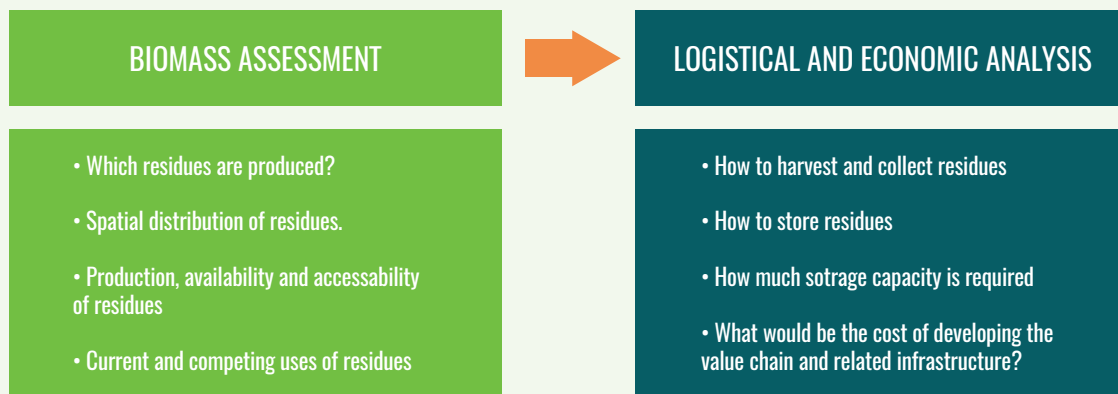 BIOMASS ASSESSMENT
LOGISTICAL AND ECONOMIC ANALYSIS
• Which residues are produced?
• Spatial distribution of residues.
• Production, availability and accessability
of residues
• Current and competing uses of residues
• How to harvest and collect residues
• How to store residues
• How much sotrage capacity is required
• What would be the cost of developing the
value chain and related infrastructure?